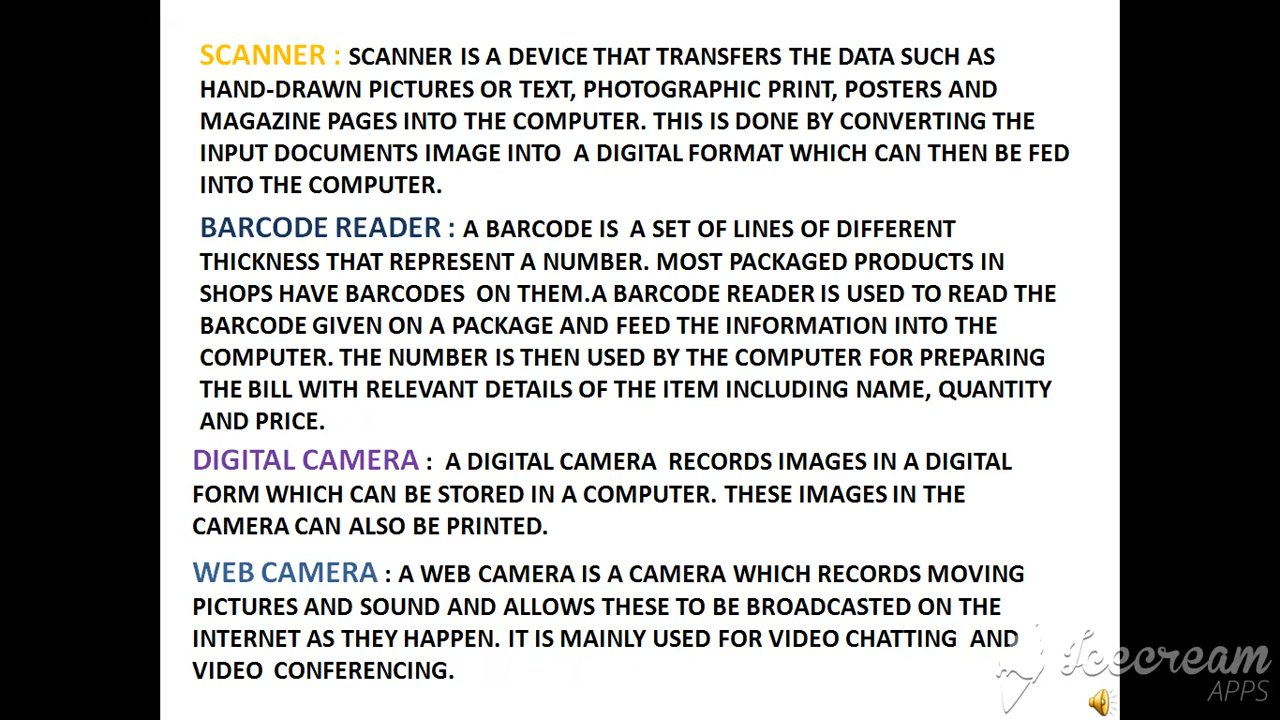 SCANNER : SCANNER IS A DEVICE THAT TRANSFERS THE DATA SUCH AS
HAND-DRAWN PICTURES OR TEXT, PHOTOGRAPHIC PRINT, POSTERS AND
MAGAZINE PAGES INTO THE COMPUTER. THIS IS DONE BY CONVERTING THE
INPUT DOCUMENTS IMAGE INTO A DIGITAL FORMAT WHICH CAN THEN BE FED
INTO THE COMPUTER.
BARCODE READER : A BARCODE IS A SET OF LINES OF DIFFERENT
THICKNESS THAT REPRESENT A NUMBER. MOST PACKAGED PRODUCTS IN
SHOPS HAVE BARCODES ON THEM.A BARCODE READER IS USED TO READ THE
BARCODE GIVEN ON A PACKAGE AND FEED THE INFORMATION INTO THE
COMPUTER. THE NUMBER IS THEN USED BY THE COMPUTER FOR PREPARING
THE BILL WITH RELEVANT DETAILS OF THE ITEM INCLUDING NAME, QUANTITY
AND PRICE.
DIGITAL CAMERA : A DIGITAL CAMERA RECORDS IMAGES IN A DIGITAL
FORM WHICH CAN BE STORED IN A COMPUTER. THESE IMAGES IN THE
CAMERA CAN ALSO BE PRINTED.
WEB CAMERA : A WEB CAMERA IS A CAMERA WHICH RECORDS MOVING
PICTURES AND SOUND AND ALLOWS THESE TO BE BROADCASTED ON THE
INTERNET AS THEY HAPPEN. IT IS MAINLY USED FOR VIDEO CHATTING AND
VIDEO CONFERENCING.
Icecream
APPS